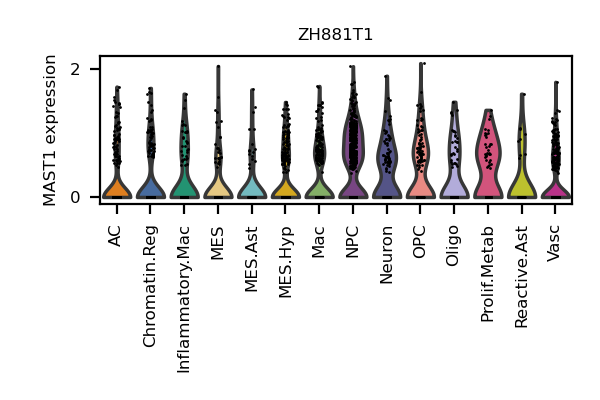 ZH881T1
MAST1 expression
2
0
AC
Chromatin.Reg
Inflammatory.Mac
MES
MES.Ast
MES.Hyp
Mac
NPC
Neuron
OPC
Oligo
Prolif.Metab
Reactive.Ast
Vasc